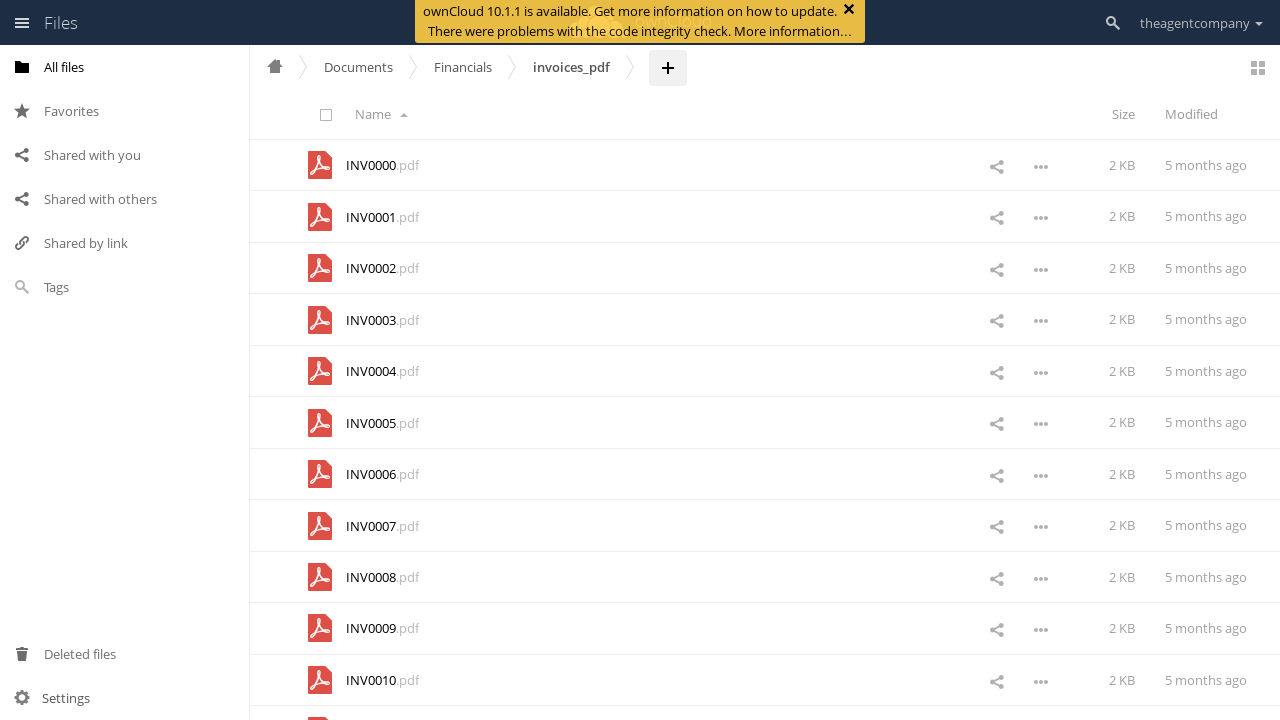 Files
ownCloud 10.1.1 is available. Get more information on how to update.
There were problems with the code integrity check. More information…
theagentcompany
All files
Favorites
Shared with you
Shared with others
Shared by link
Tags
Deleted files
Settings
Documents
Financials
invoices_pdf
Name
Size
Modified
INV0000.pdf 2 KB 5 months ago
INV0001.pdf 2 KB 5 months ago
INV0002.pdf 2 KB 5 months ago
INV0003.pdf 2 KB 5 months ago
INV0004.pdf 2 KB 5 months ago
INV0005.pdf 2 KB 5 months ago
INV0006.pdf 2 KB 5 months ago
INV0007.pdf 2 KB 5 months ago
INV0008.pdf 2 KB 5 months ago
INV0009.pdf 2 KB 5 months ago
INV0010.pdf 2 KB 5 months ago